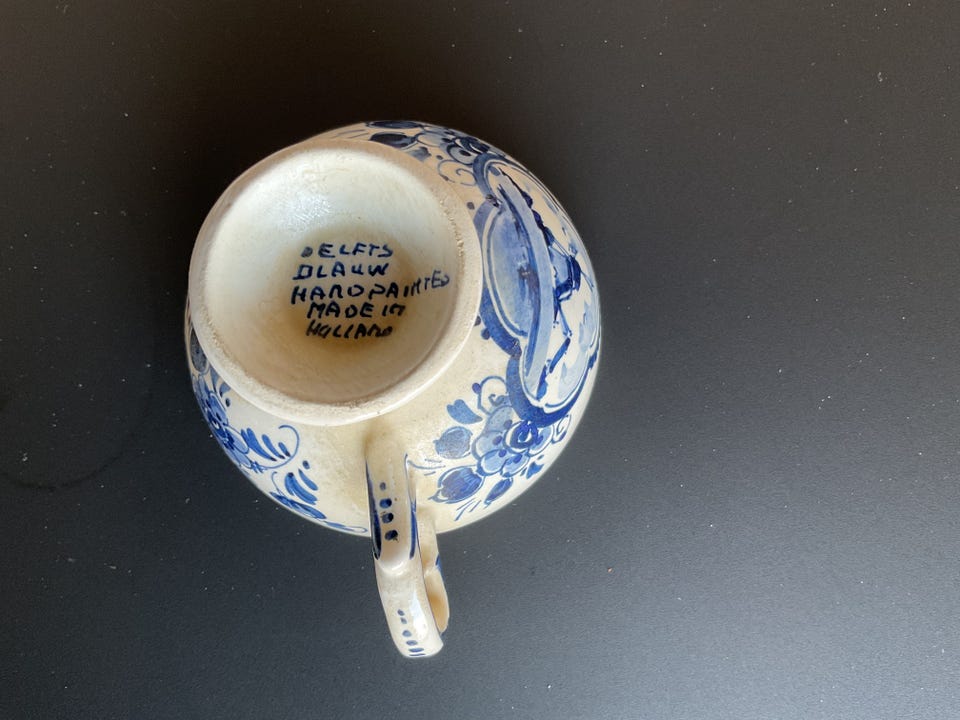 DELFTS
BLAUW
HANDPAINTED
MADE IN
HOLLAND